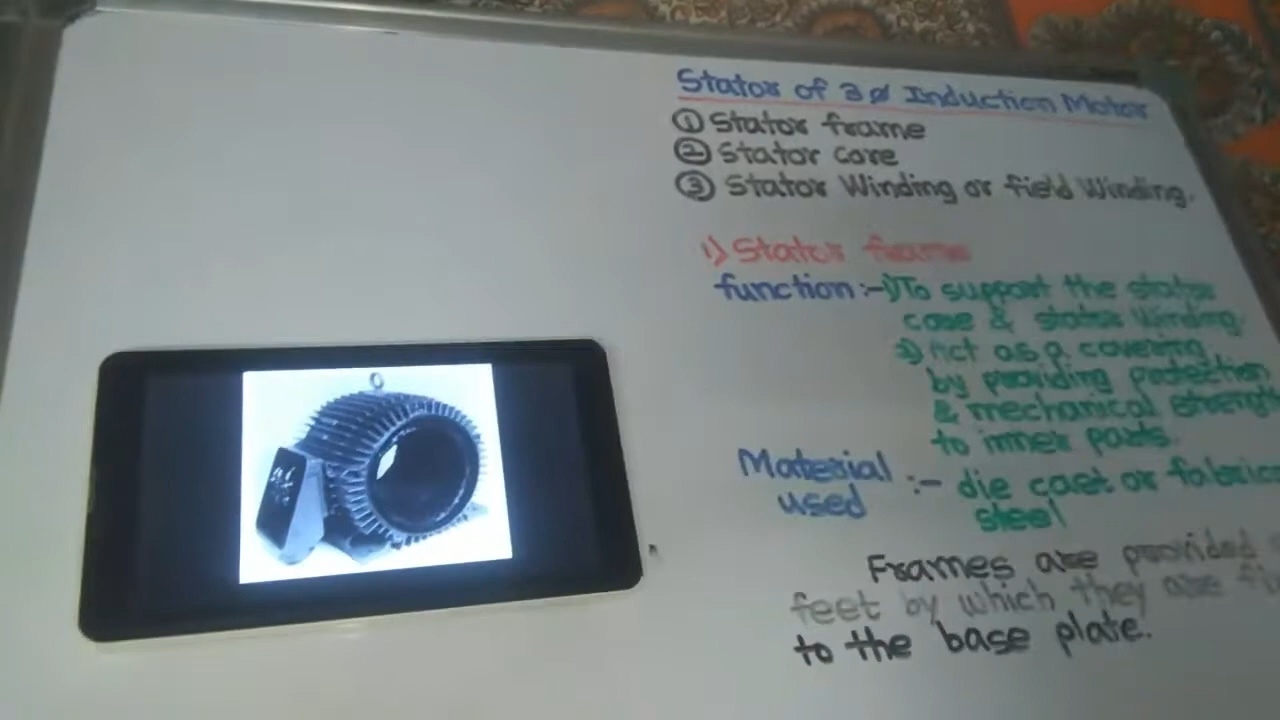 Stator of 3ø Induction Motor
① Stator frame
② Stator core
③ Stator Winding or field Winding.
1) Stator frame
function :- 1) To support the stator
core & stator Winding.
2) Act as a covering
by providing protection
& mechanical strength
to inner parts.
Material used :- die cast or
steel
Frames are provided
feet by which they are
to the base plate.